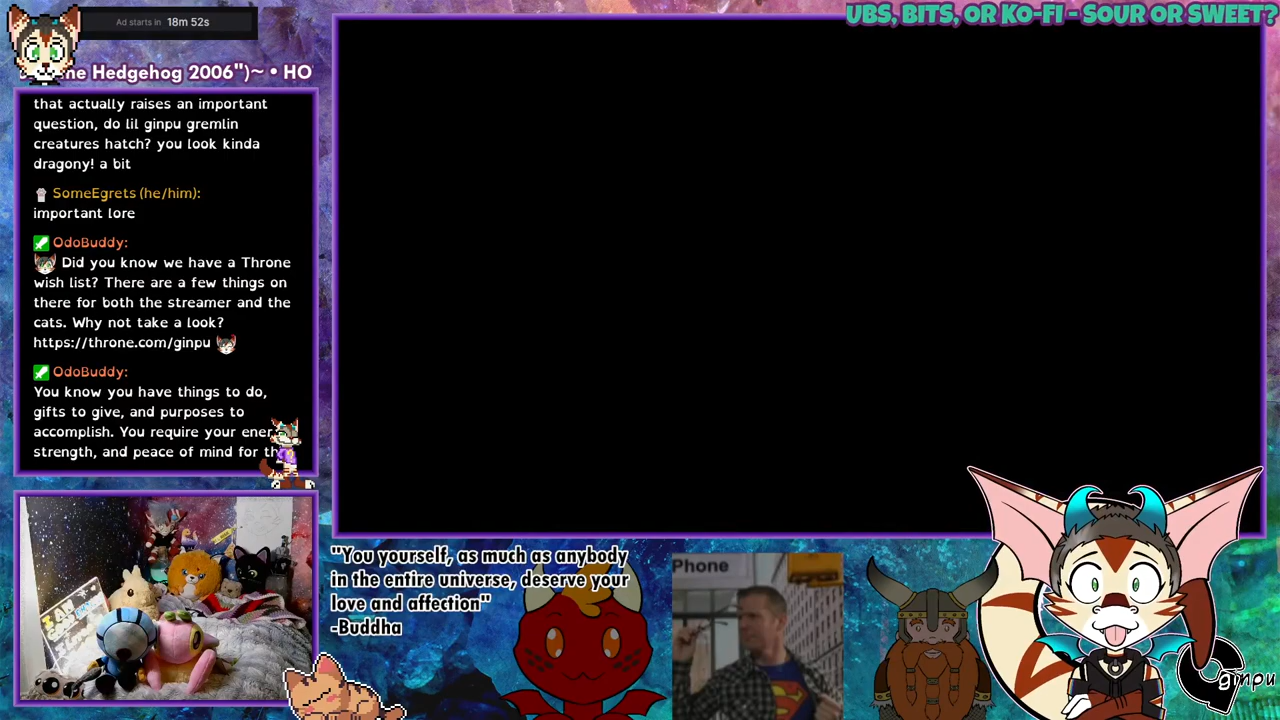 Ad starts in 18m 52s
UBS, BITS, OR KO-FI - SOUR OR SWEET?
Hedgehog 2006")~ • HO
that actually raises an important
question, do lil ginpu gremlin
creatures hatch? you look kinda
dragony! a bit
SomeEgrets (he/him):
important lore
OdoBuddy:
Did you know we have a Throne
wish list? There are a few things on
there for both the streamer and the
cats. Why not take a look?
https://throne.com/ginpu
OdoBuddy:
You know you have things to do,
gifts to give, and purposes to
accomplish. You require your ener
strength, and peace of mind for th
"You yourself, as much as anybody
in the entire universe, deserve your
love and affection"
-Buddha
Phone
ginpu